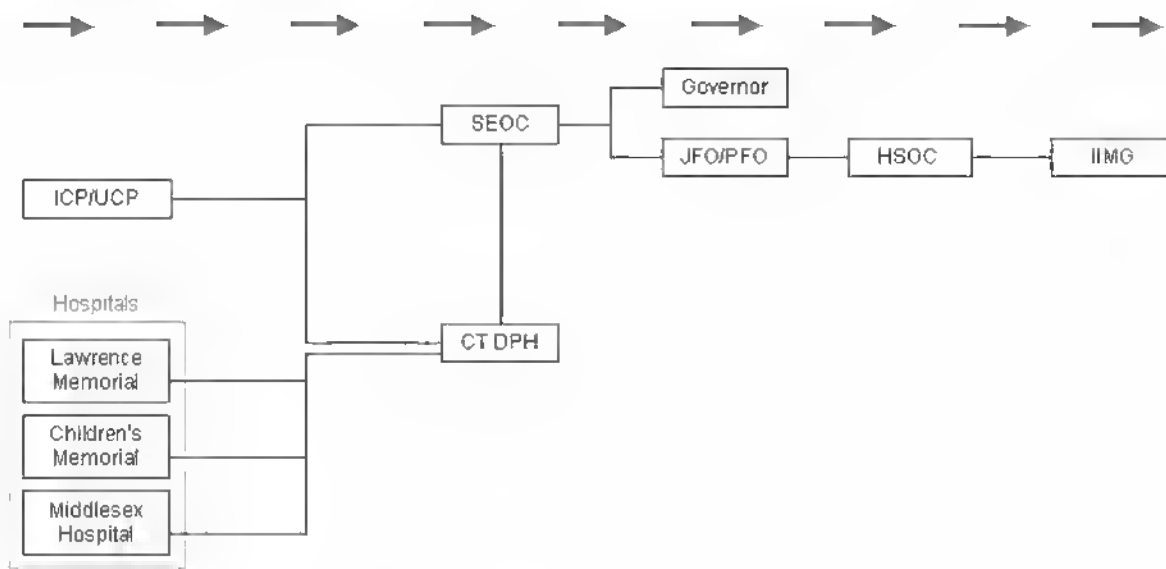 Governor
SEOC
JFO/PFO
HSOC
IIMG
ICP/UCP
Hospitals
CT DPH
Lawrence
Memorial
Children's
Memorial
Middlesex
Hospital